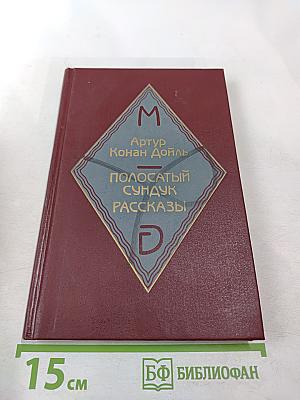 М
Артур
Конан Дойль
ПОЛОСАТЫЙ
СУНДУК
РАССКАЗЫ
D
15 см
БФ БИБЛИОФАН